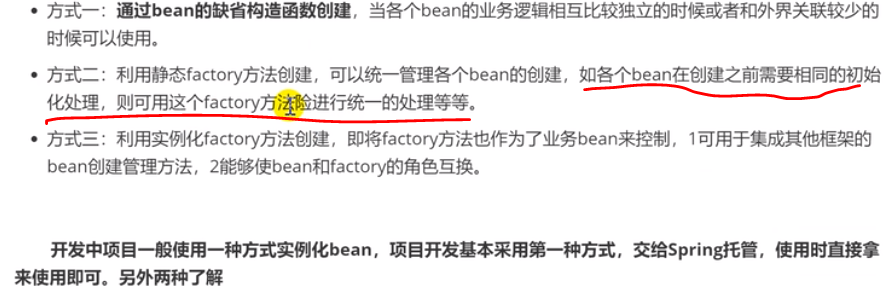 • 方式一：通过bean的缺省构造函数创建，当各个bean的业务逻辑相互比较独立的时候或者和外界关联较少的
时候可以使用。
• 方式二：利用静态factory方法创建，可以统一管理各个bean的创建，如各个bean在创建之前需要相同的初始
化处理，则可用这个factory方法险进行统一的处理等等。
• 方式三：利用实例化factory方法创建，即将factory方法也作为了业务bean来控制，1可用于集成其他框架的
bean创建管理方法，2能够使bean和factory的角色互换。
开发中项目一般使用一种方式实例化bean，项目开发基本采用第一种方式，交给Spring托管，使用时直接拿
来使用即可。另外两种了解